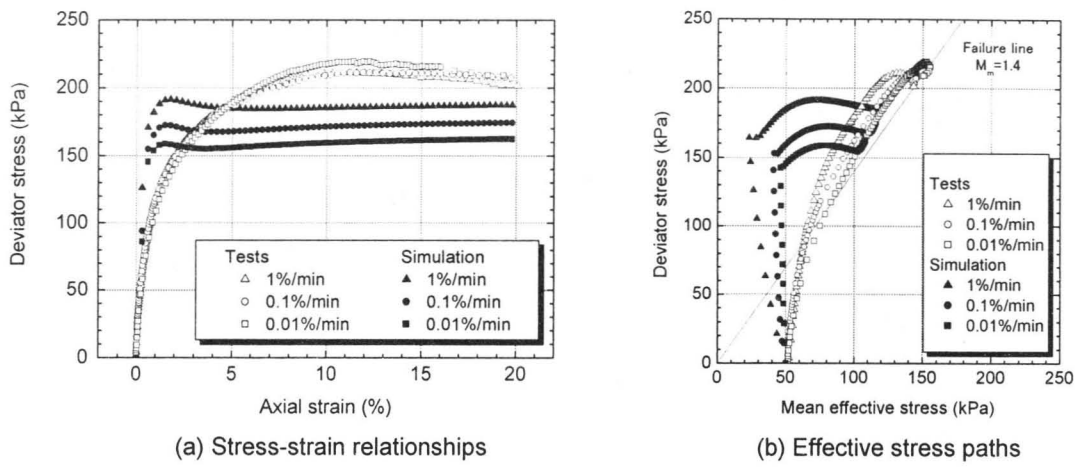 250
200
150
100
50
0
Deviator stress (kPa)
Tests Simulation
1%/min 1%/min
0.1%/min 0.1%/min
0.01%/min 0.01%/min
0 5 10 15 20
Axial strain (%)
(a) Stress-strain relationships
250
200
150
100
50
0
Deviator stress (kPa)
Failure line
Mm=1.4
Tests
1%/min
0.1%/min
0.01%/min
Simulation
1%/min
0.1%/min
0.01%/min
0 50 100 150 200 250
Mean effective stress (kPa)
(b) Effective stress paths